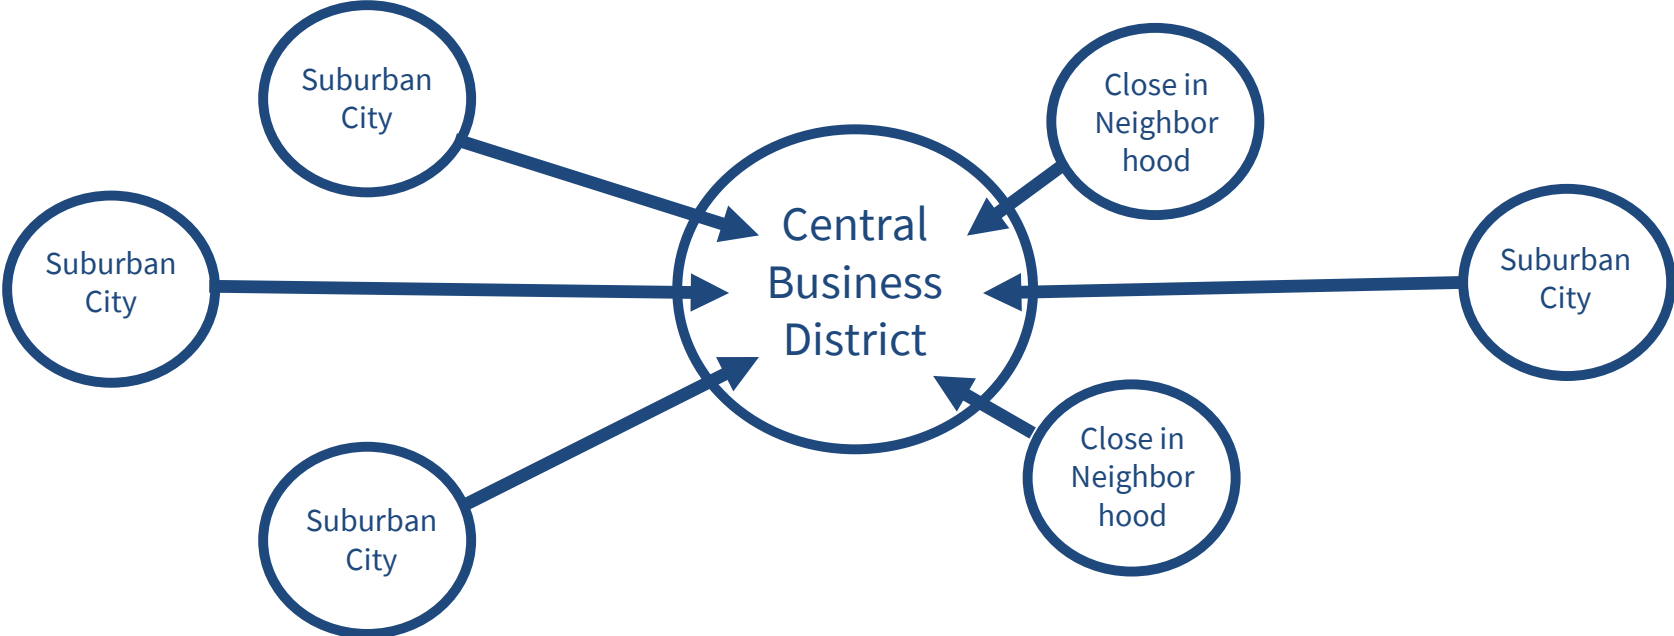 Suburban
City
Close in
Neighbor
hood
Suburban
City
Central
Business
District
Suburban
City
Suburban
City
Close in
Neighbor
hood